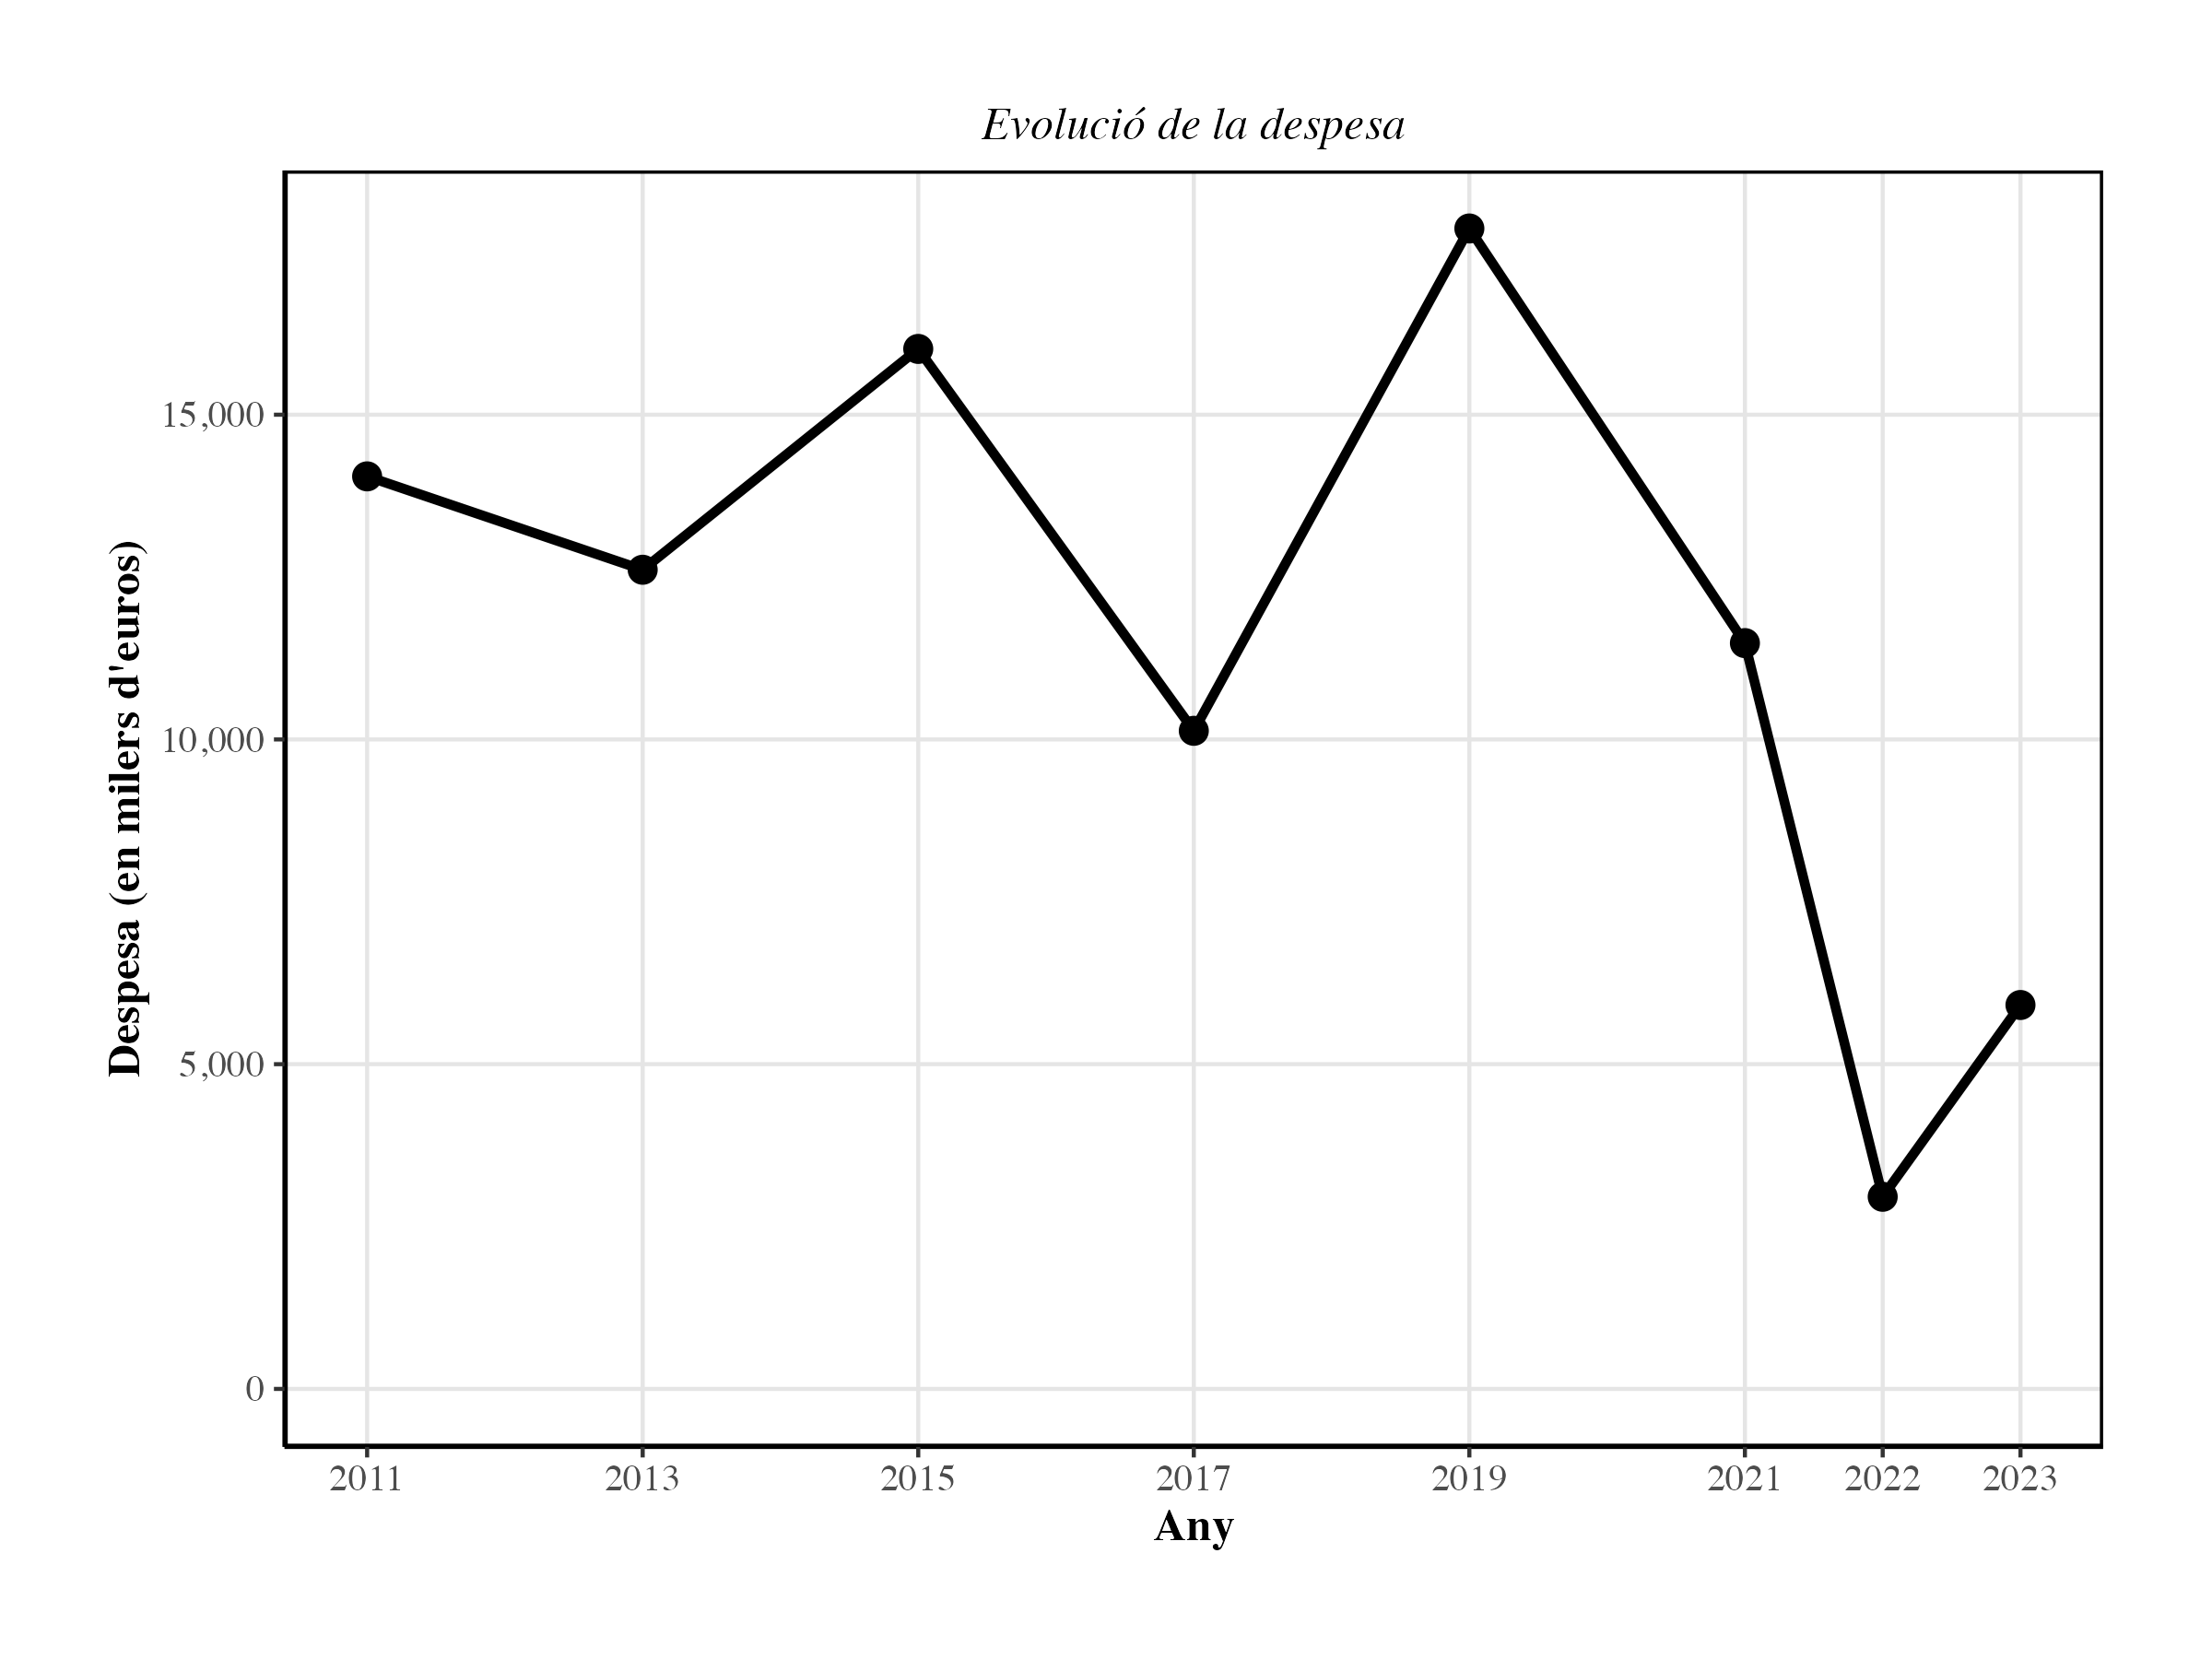 Evolució de la despesa
Despesa (en milers d'euros)
15,000
10,000
5,000
0
2011 2013 2015 2017 2019 2021 2022 2023
Any